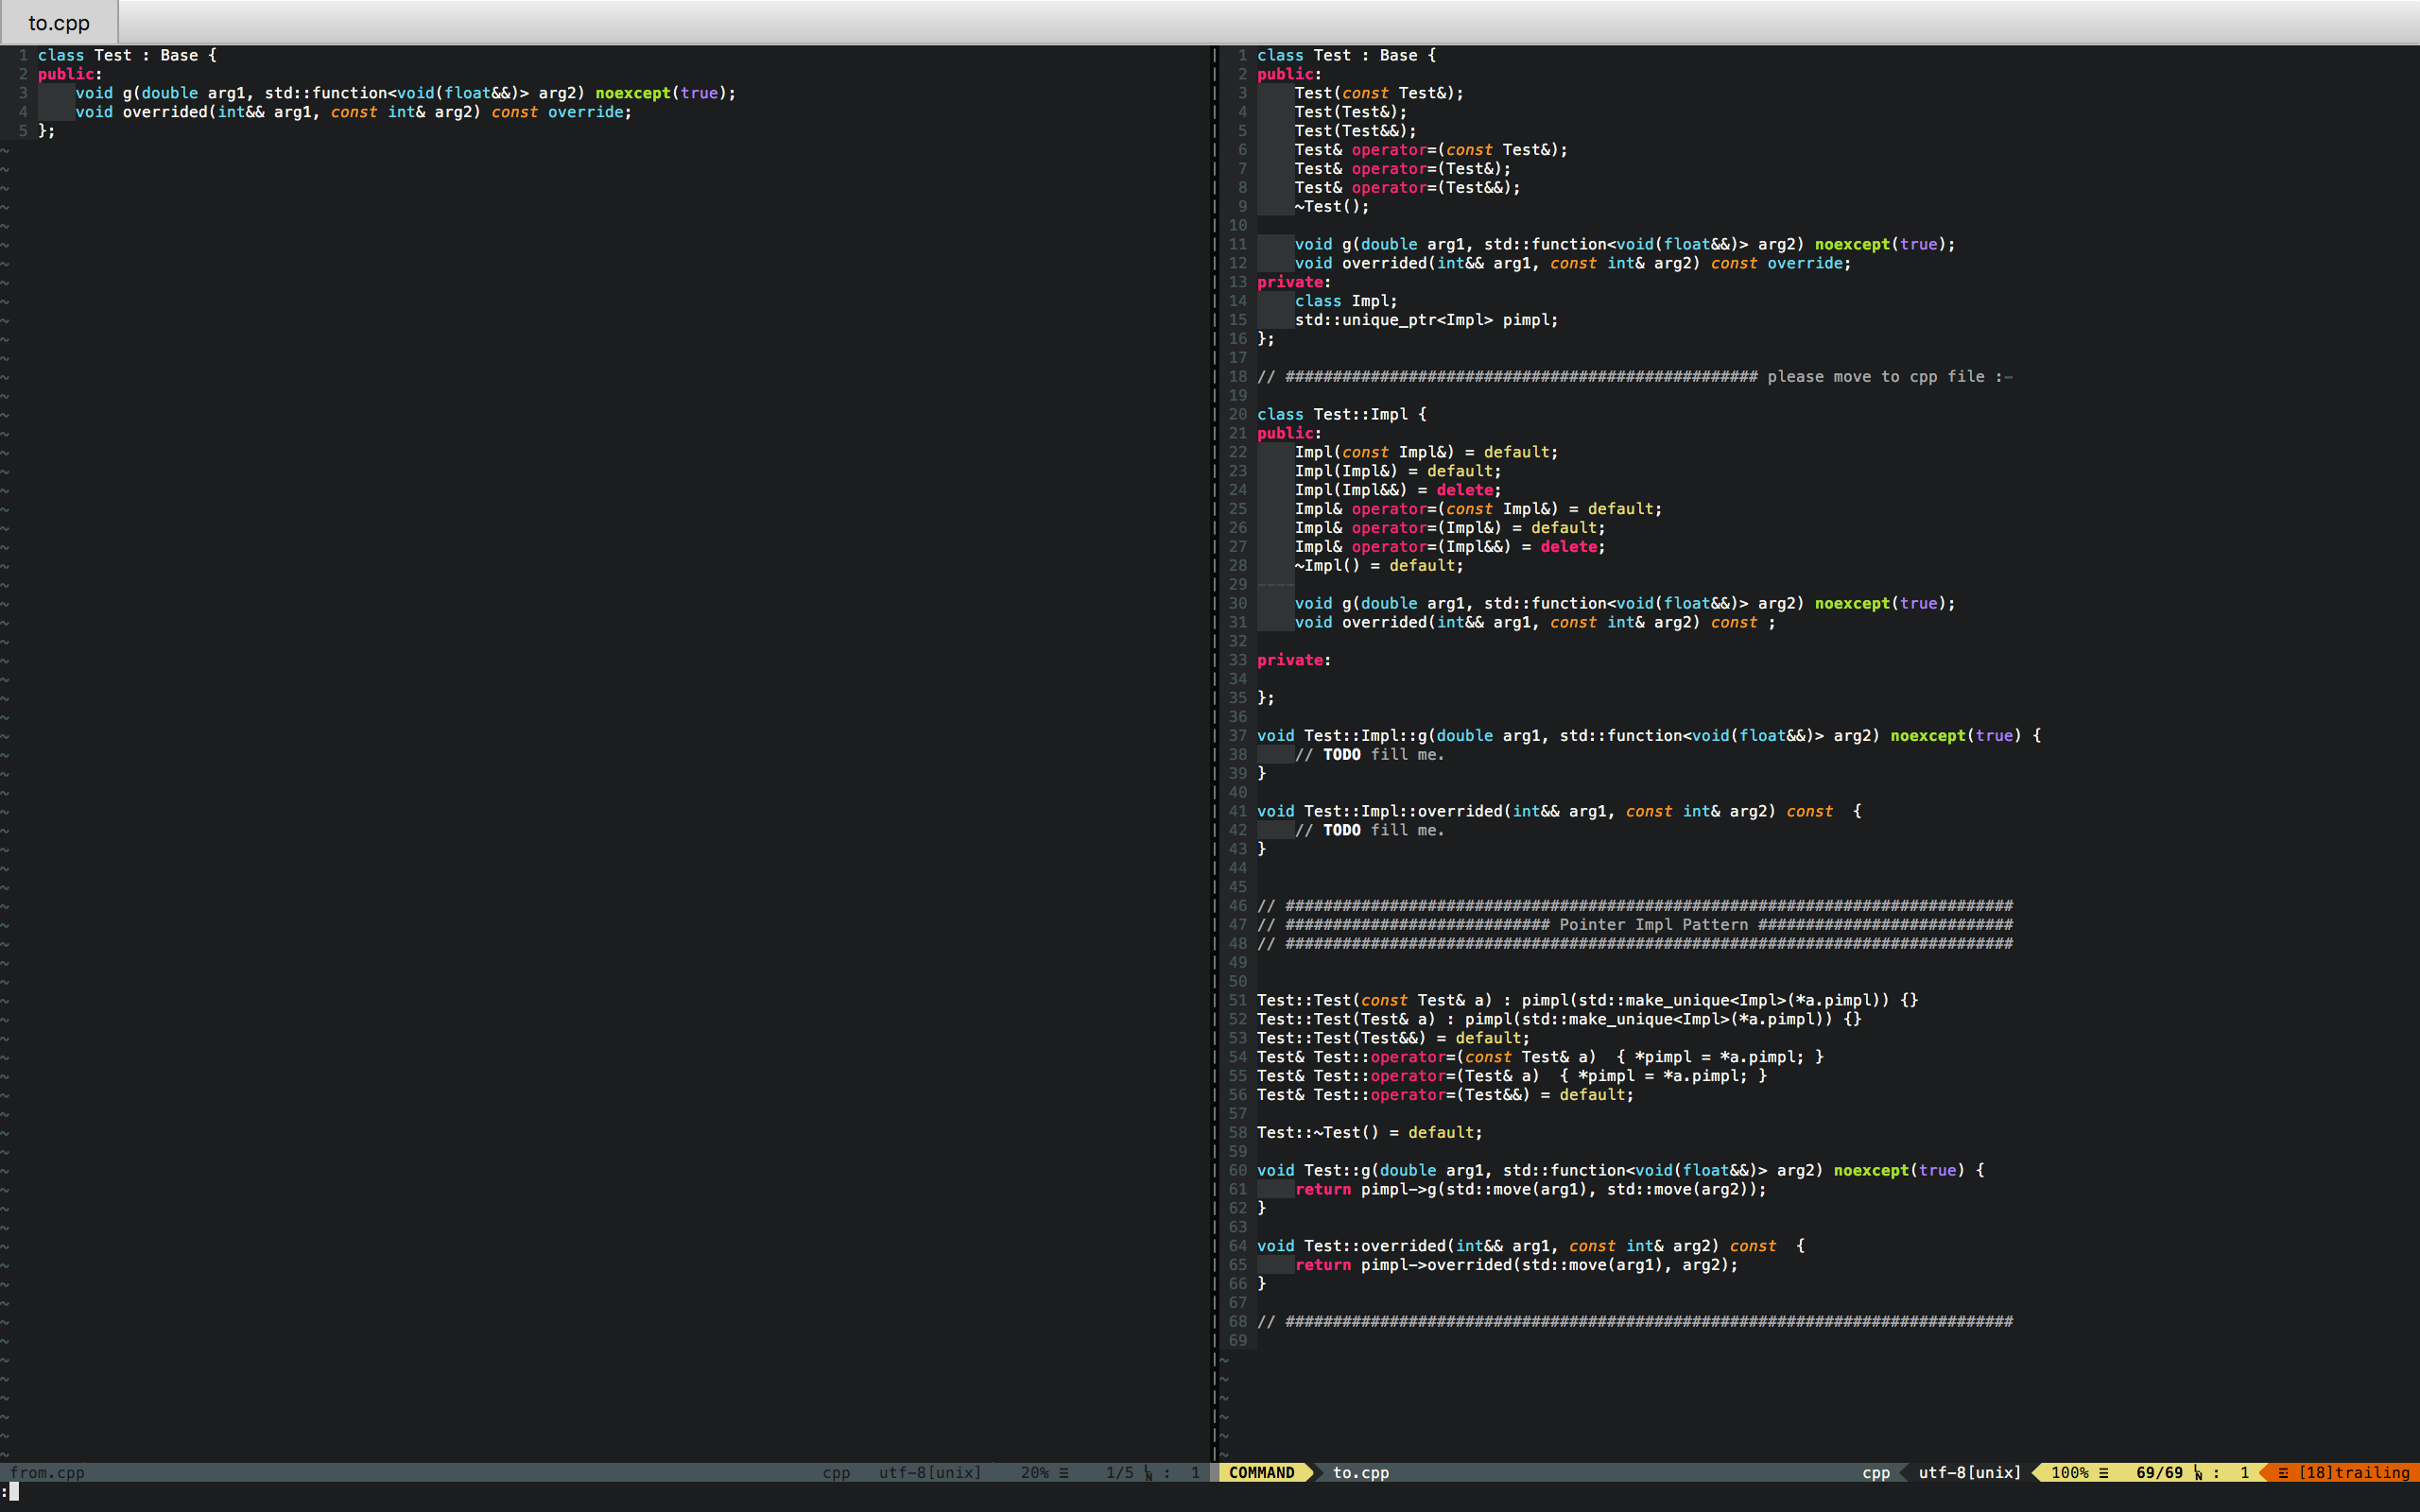 to.cpp
1 class Test : Base {
2 public:
3     void g(double arg1, std::function<void(float&&)> arg2) noexcept(true);
4     void overrided(int&& arg1, const int& arg2) const override;
5 };
from.cpp cpp utf-8[unix] 20% ≡ 1/5 ␤ : 1
:
1 class Test : Base {
2 public:
3     Test(const Test&);
4     Test(Test&);
5     Test(Test&&);
6     Test& operator=(const Test&);
7     Test& operator=(Test&);
8     Test& operator=(Test&&);
9     ~Test();
10
11     void g(double arg1, std::function<void(float&&)> arg2) noexcept(true);
12     void overrided(int&& arg1, const int& arg2) const override;
13 private:
14     class Impl;
15     std::unique_ptr<Impl> pimpl;
16 };
17
18 // ################################################## please move to cpp file :-
19
20 class Test::Impl {
21 public:
22     Impl(const Impl&) = default;
23     Impl(Impl&) = default;
24     Impl(Impl&&) = delete;
25     Impl& operator=(const Impl&) = default;
26     Impl& operator=(Impl&) = default;
27     Impl& operator=(Impl&&) = delete;
28     ~Impl() = default;
29 ----
30     void g(double arg1, std::function<void(float&&)> arg2) noexcept(true);
31     void overrided(int&& arg1, const int& arg2) const ;
32
33 private:
34
35 };
36
37 void Test::Impl::g(double arg1, std::function<void(float&&)> arg2) noexcept(true) {
38     // TODO fill me.
39 }
40
41 void Test::Impl::overrided(int&& arg1, const int& arg2) const  {
42     // TODO fill me.
43 }
44
45
46 // #############################################################################
47 // ############################ Pointer Impl Pattern ###########################
48 // #############################################################################
49
50
51 Test::Test(const Test& a) : pimpl(std::make_unique<Impl>(*a.pimpl)) {}
52 Test::Test(Test& a) : pimpl(std::make_unique<Impl>(*a.pimpl)) {}
53 Test::Test(Test&&) = default;
54 Test& Test::operator=(const Test& a)  { *pimpl = *a.pimpl; }
55 Test& Test::operator=(Test& a)  { *pimpl = *a.pimpl; }
56 Test& Test::operator=(Test&&) = default;
57
58 Test::~Test() = default;
59
60 void Test::g(double arg1, std::function<void(float&&)> arg2) noexcept(true) {
61     return pimpl->g(std::move(arg1), std::move(arg2));
62 }
63
64 void Test::overrided(int&& arg1, const int& arg2) const  {
65     return pimpl->overrided(std::move(arg1), arg2);
66 }
67
68 // #############################################################################
69
COMMAND to.cpp cpp utf-8[unix] 100% ≡ 69/69 ␤ : 1 ≡ [18]trailing